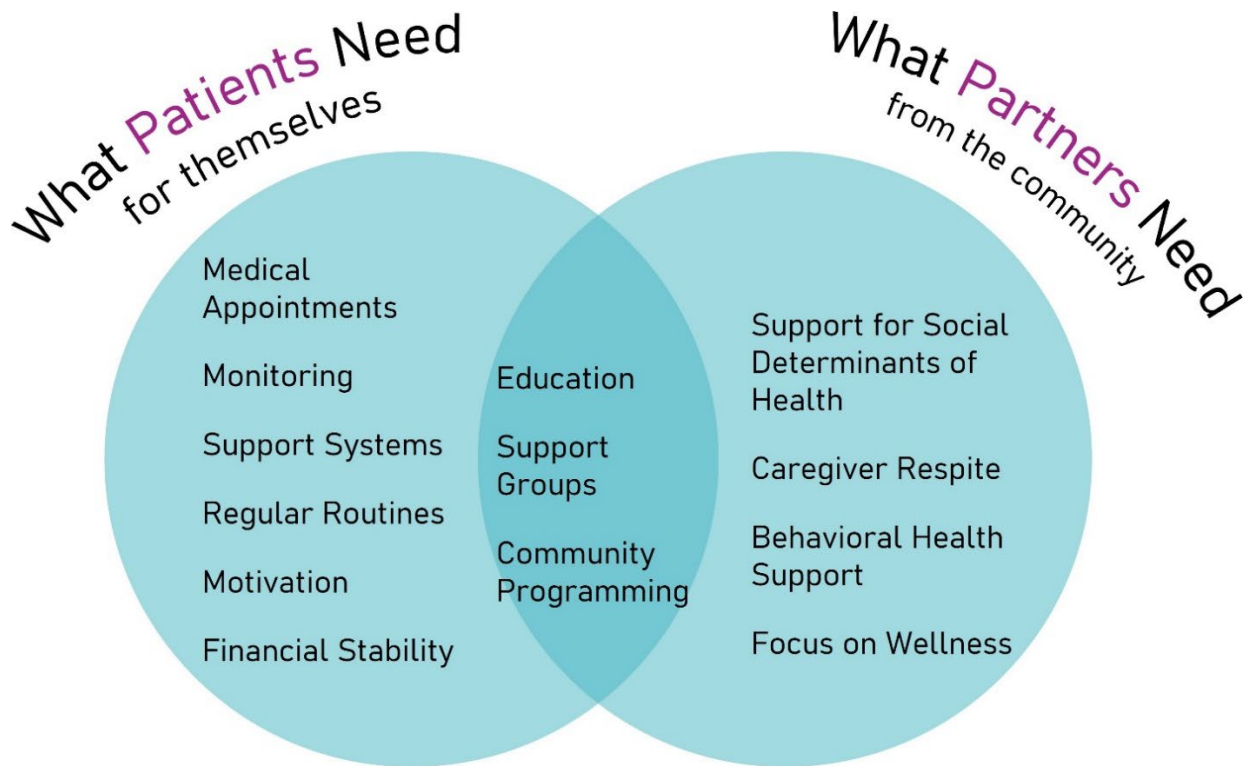 What Patients Need
for themselves
What Partners Need
from the community
Medical
Appointments
Monitoring
Support Systems
Regular Routines
Motivation
Financial Stability
Education
Support
Groups
Community
Programming
Support for Social
Determinants of
Health
Caregiver Respite
Behavioral Health
Support
Focus on Wellness